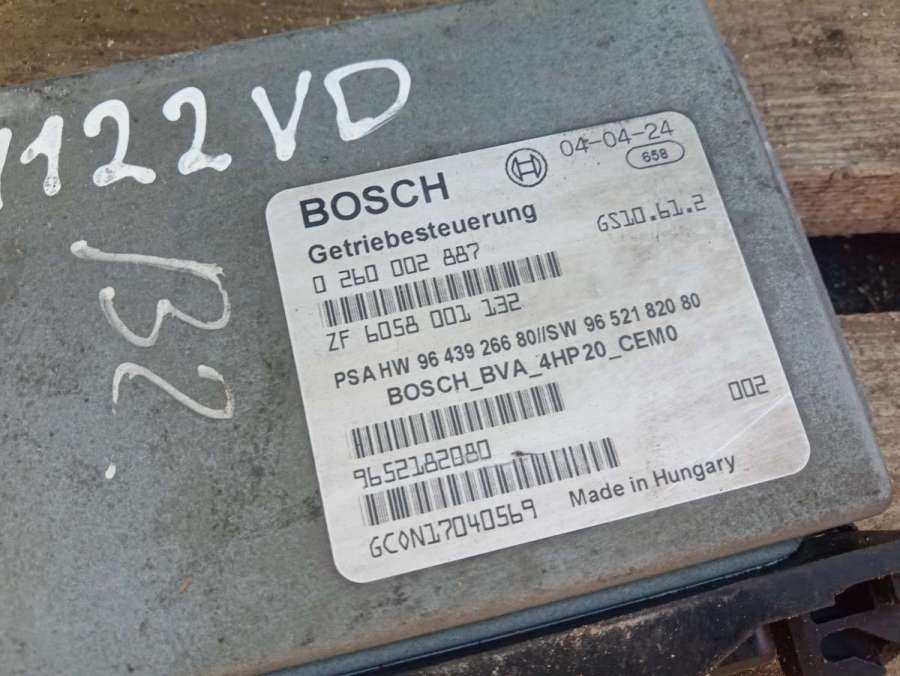 1122VD
B2.
BOSCH
04-04-24
658
Getriebesteuerung
GS10.61.2
0 260 002 887
ZF 6058 001 132
PSA HW 96 439 266 80//SW 96 521 820 80
BOSCH_BVA_4HP20_CEM0
002
9652182080
Made in Hungary
GC0N17040569